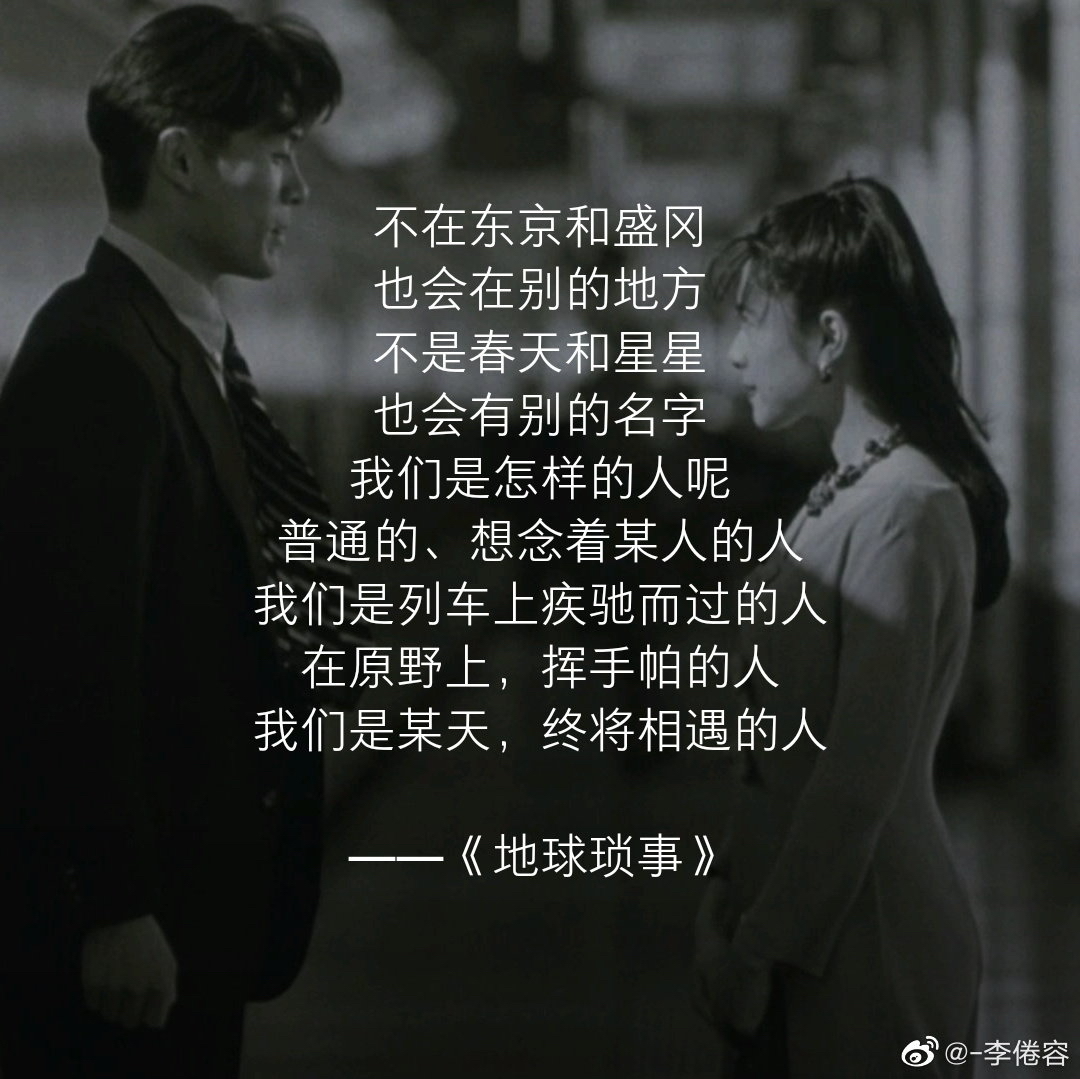 不在东京和盛冈
也会在别的地方
不是春天和星星
也会有别的名字
我们是怎样的人呢
普通的、想念着某人的人
我们是列车上疾驰而过的人
在原野上，挥手帕的人
我们是某天，终将相遇的人
——《地球琐事》
@-李倦容